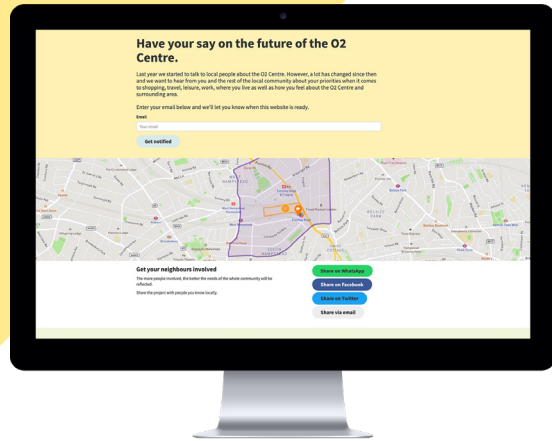 Have your say on the future of the O2
Centre.
Last year we started to talk to local people about the O2 Centre. However, a lot has changed since then
and we want to hear from you and the rest of the local community about your priorities when it comes
to shopping, travel, leisure, work, where you live as well as how you feel about the O2 Centre and
surrounding area.
Enter your email below and we'll let you know when this website is ready.
Email
Your email
Get notified
WEST
HAMPSTEAD
BELSIZE
PARK
SOUTH
HAMPSTEAD
Get your neighbours involved
The more people involved, the better the needs of the whole community will be
reflected.
Share the project with people you know locally.
Share on WhatsApp
Share on Facebook
Share on Twitter
Share via email